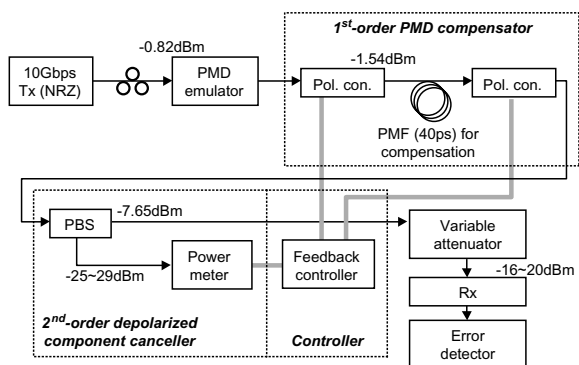 1st-order PMD compensator
-0.82dBm
-1.54dBm
10Gbps
Tx (NRZ)
PMD
emulator
Pol. con.
Pol. con.
PMF (40ps) for
compensation
-7.65dBm
PBS
Variable
attenuator
-25~29dBm
Power
meter
Feedback
controller
-16~20dBm
Rx
2nd-order depolarized
component canceller
Controller
Error
detector